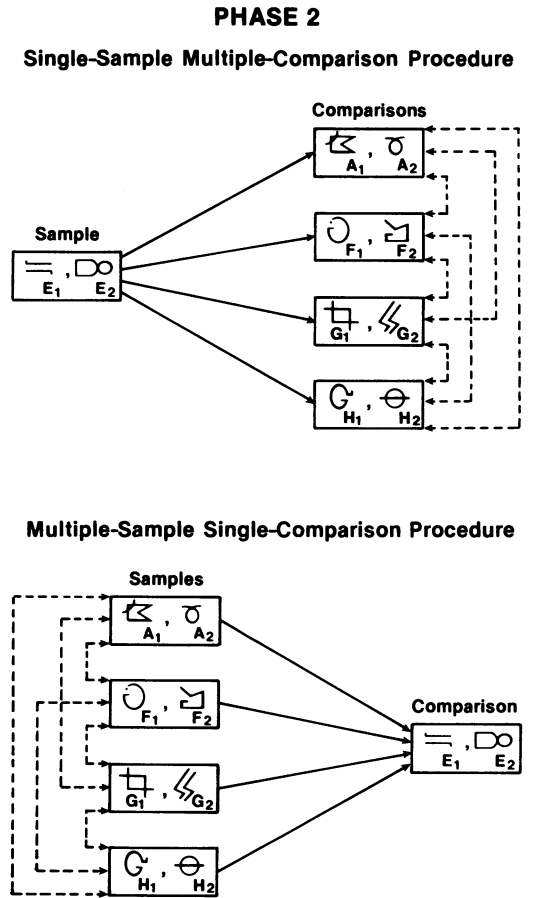 PHASE 2
Single-Sample Multiple-Comparison Procedure
Comparisons
A1 , A2
Sample
F1 , F2
E1 , E2
G1 , G2
H1 , H2
Multiple-Sample Single-Comparison Procedure
Samples
A1 , A2
F1 , F2
Comparison
E1 , E2
G1 , G2
H1 , H2